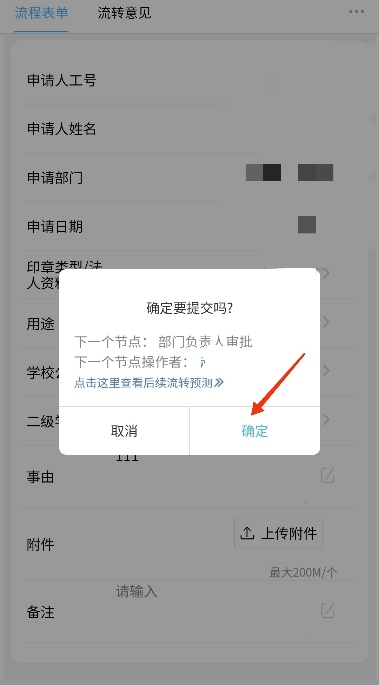 流程表单
流转意见
申请人工号
申请人姓名
申请部门
申请日期
印章类型/法
人资
用途
学校
二级
确定要提交吗?
下一个节点： 部门负责人审批
下一个节点操作者：
点击这里查看后续流转预测
取消
确定
111
事由
附件
上传附件
最大200M/个
请输入
备注